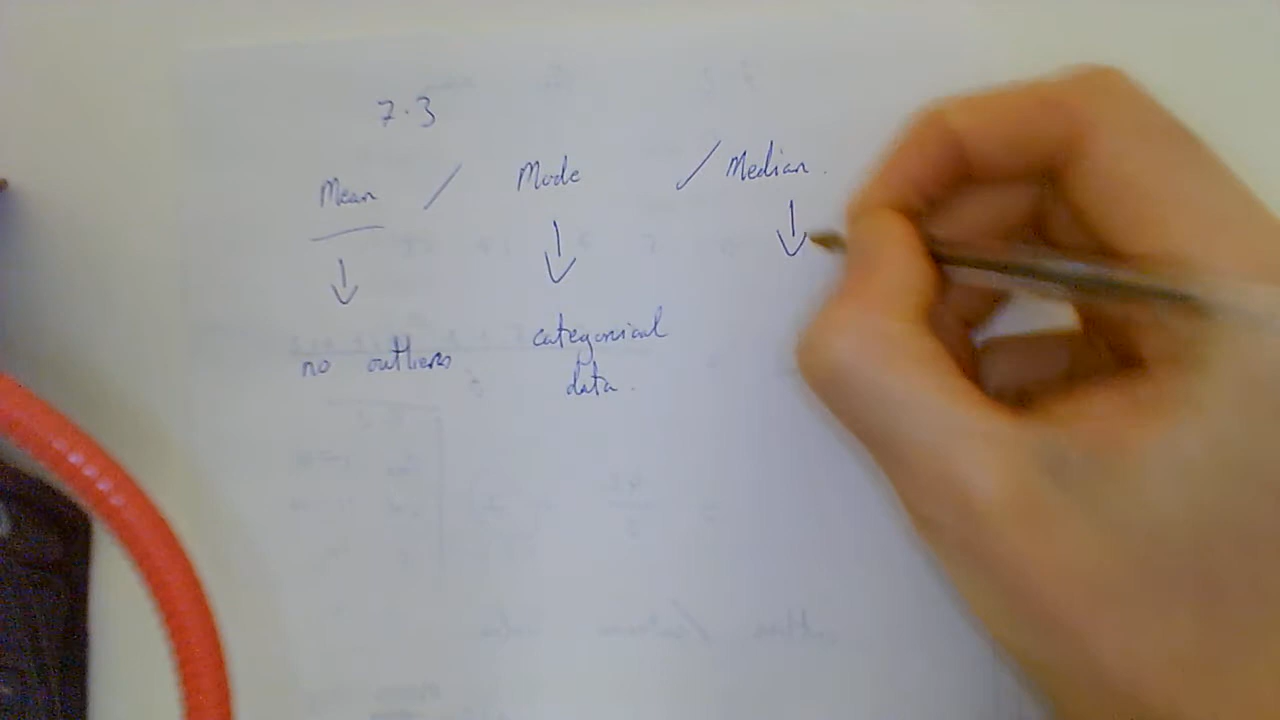 7.3
Mean / Mode / Median.
no outliers categorical
data.